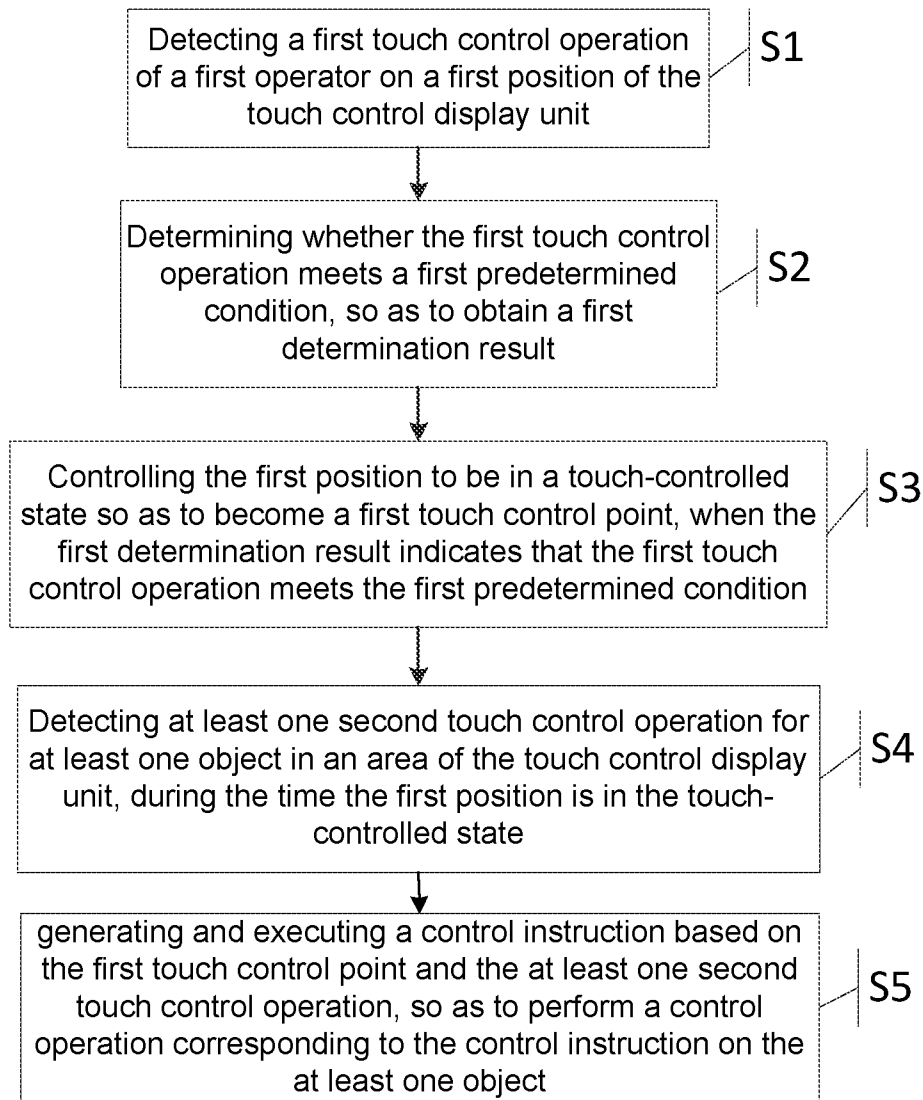 Detecting a first touch control operation
of a first operator on a first position of the
touch control display unit
S1
Determining whether the first touch control
operation meets a first predetermined
condition, so as to obtain a first
determination result
S2
Controlling the first position to be in a touch-controlled
state so as to become a first touch control point, when the
first determination result indicates that the first touch
control operation meets the first predetermined condition
S3
Detecting at least one second touch control operation for
at least one object in an area of the touch control display
unit, during the time the first position is in the touch-
controlled state
S4
generating and executing a control instruction based on
the first touch control point and the at least one second
touch control operation, so as to perform a control
operation corresponding to the control instruction on the
at least one object
S5